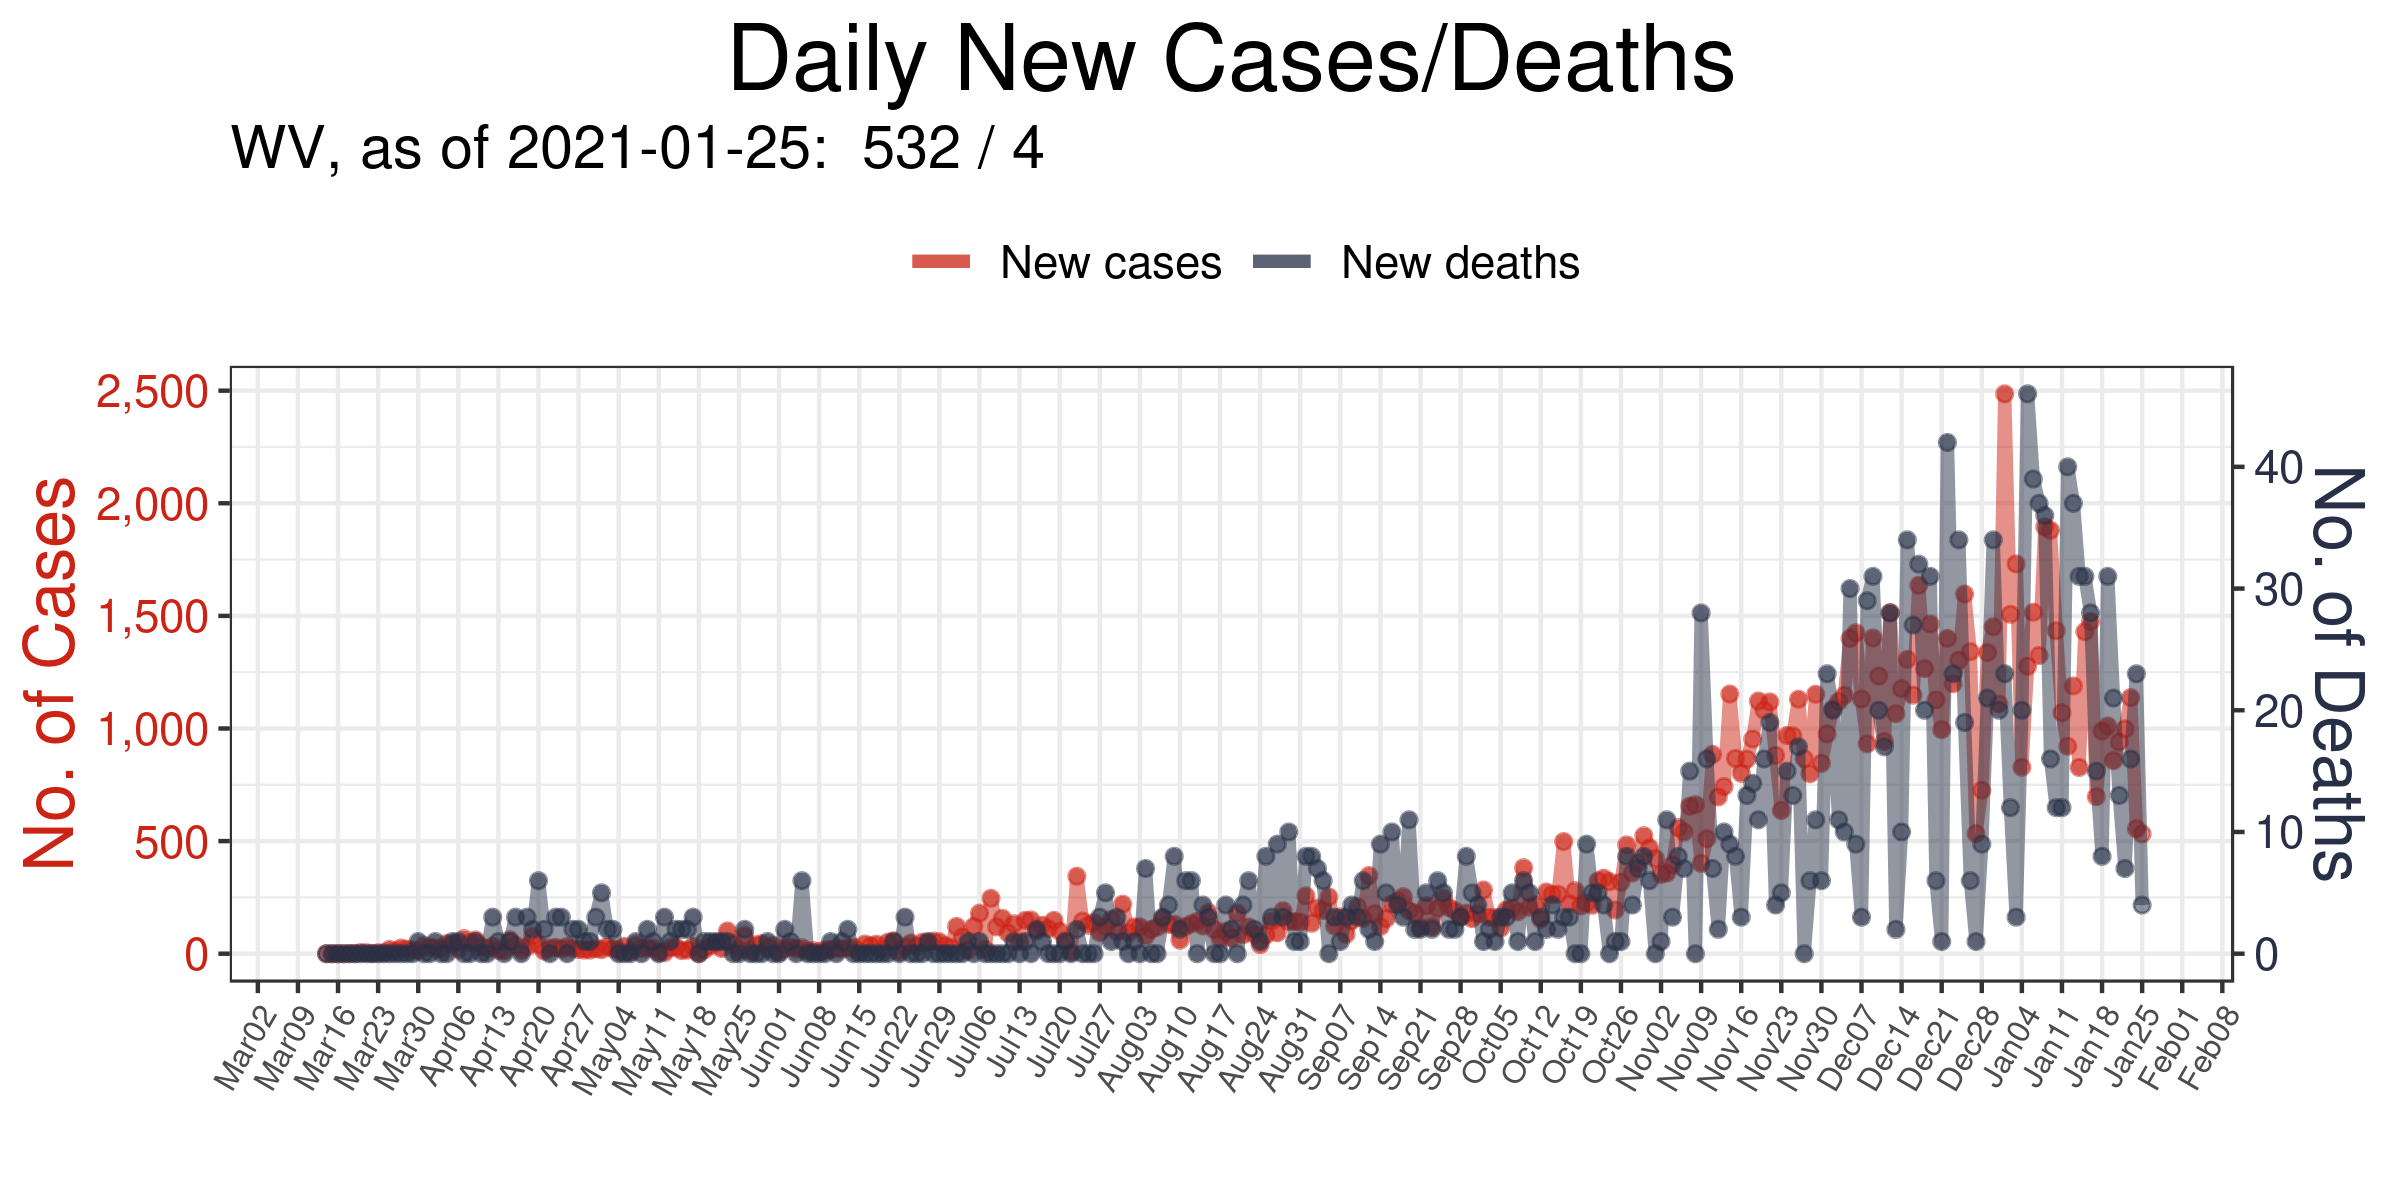 Daily New Cases/Deaths
WV, as of 2021-01-25:  532 / 4
New cases
New deaths
No. of Cases
2,500
2,000
1,500
1,000
500
0
No. of Deaths
40
30
20
10
0
Mar02
Mar09
Mar16
Mar23
Mar30
Apr06
Apr13
Apr20
Apr27
May04
May11
May18
May25
Jun01
Jun08
Jun15
Jun22
Jun29
Jul06
Jul13
Jul20
Jul27
Aug03
Aug10
Aug17
Aug24
Aug31
Sep07
Sep14
Sep21
Sep28
Oct05
Oct12
Oct19
Oct26
Nov02
Nov09
Nov16
Nov23
Nov30
Dec07
Dec14
Dec21
Dec28
Jan04
Jan11
Jan18
Jan25
Feb01
Feb08